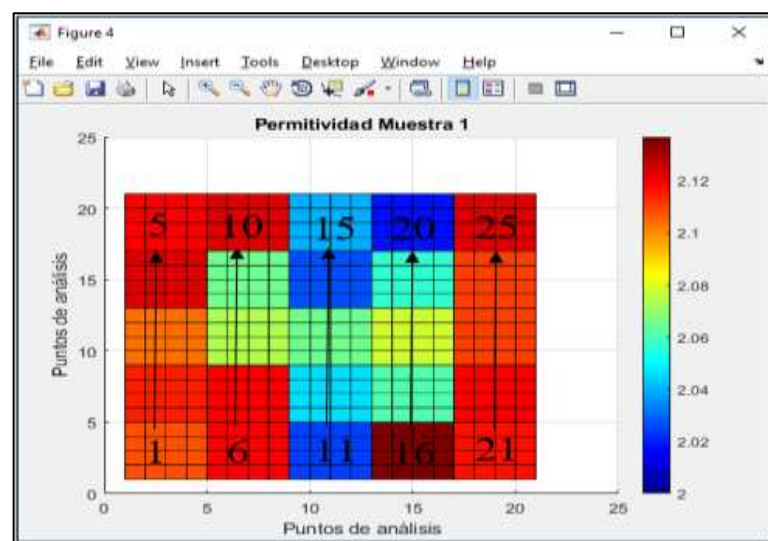 Figure 4
File Edit View Insert Tools Desktop Window Help
Permitividad Muestra 1
25
20
15
10
5
0
Puntos de análisis
5 10 15 20 25
1 6 11 16 21
0 5 10 15 20 25
Puntos de análisis
2.12
2.1
2.08
2.06
2.04
2.02
2